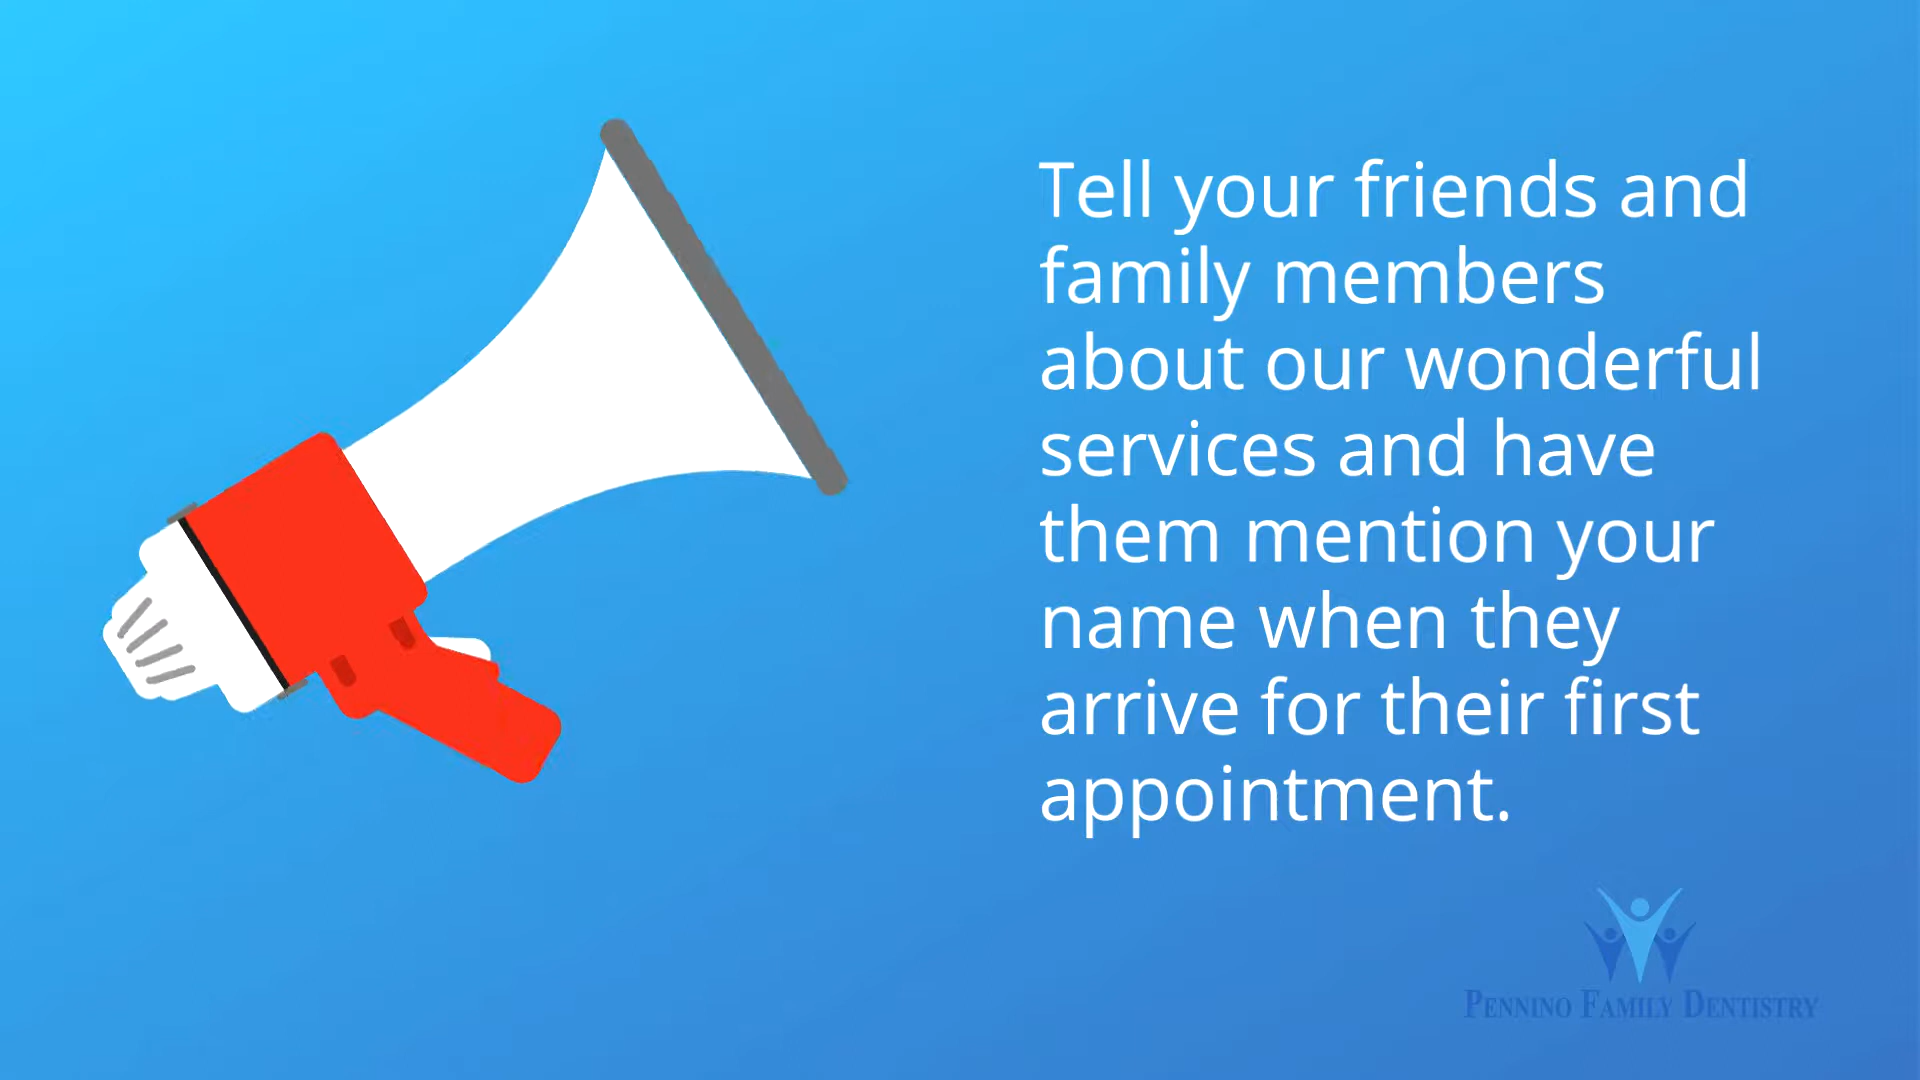 Tell your friends and
family members
about our wonderful
services and have
them mention your
name when they
arrive for their first
appointment.
PENNINO FAMILY DENTISTRY